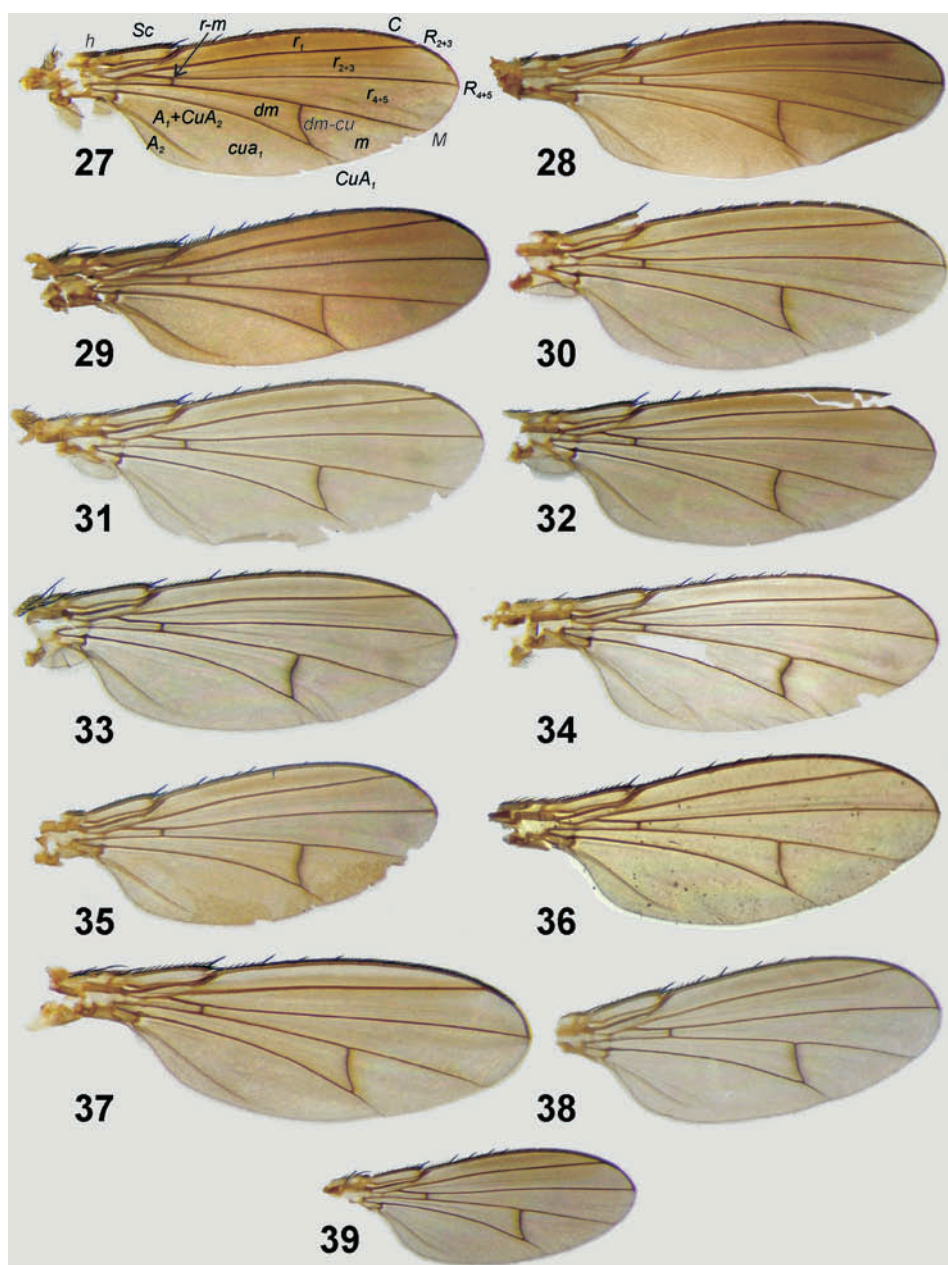 h Sc r-m r₁ C R₂₊₃
r₂₊₃
r₄₊₅ R₄₊₅
A₁+CuA₂ dm dm-cu M
A₂ cua₁ m
CuA₁
27 28
29 30
31 32
33 34
35 36
37 38
39